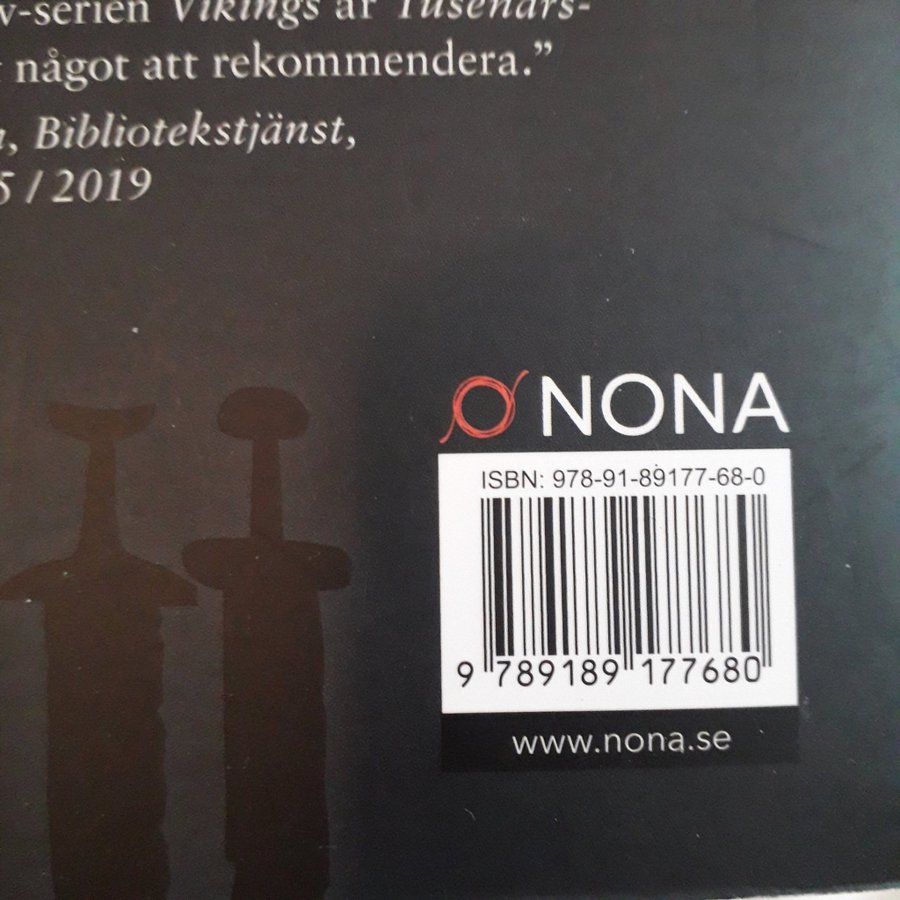 v-serien Vikings är Tusenårs-
något att rekommendera.”
, Bibliotekstjänst,
5 / 2019
NONA
ISBN: 978-91-89177-68-0
9 789189 177680
www.nona.se